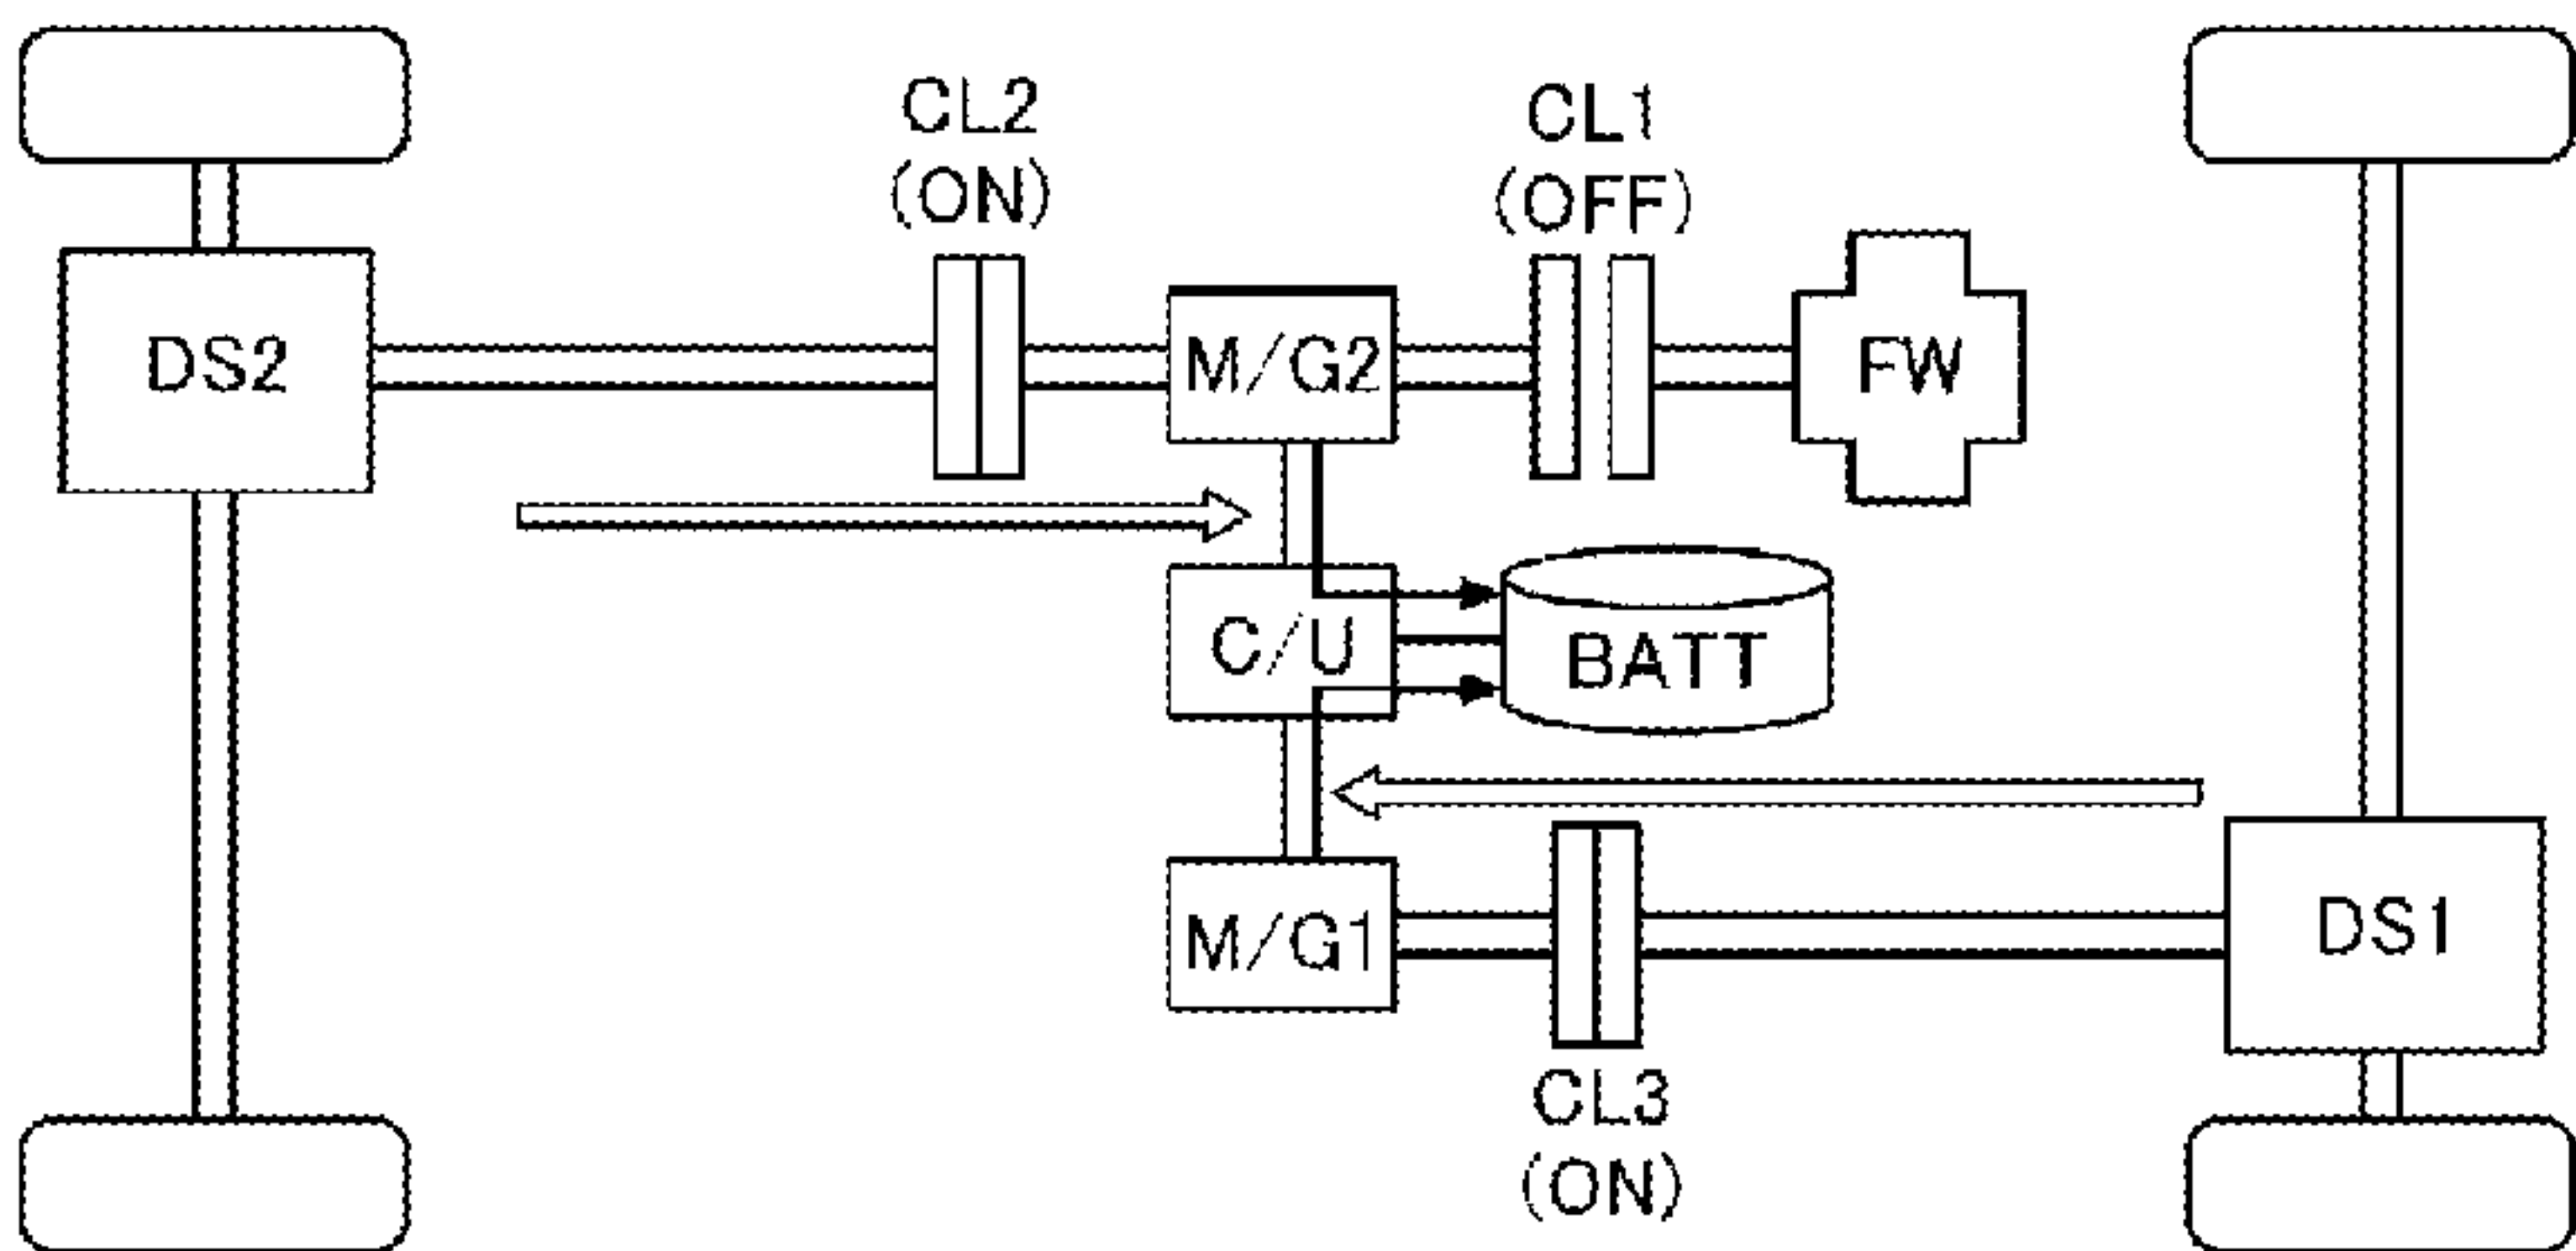 CL2
(ON)
CL1
(OFF)
DS2
M/G2
FW
C/U
BATT
M/G1
DS1
CL3
(ON)